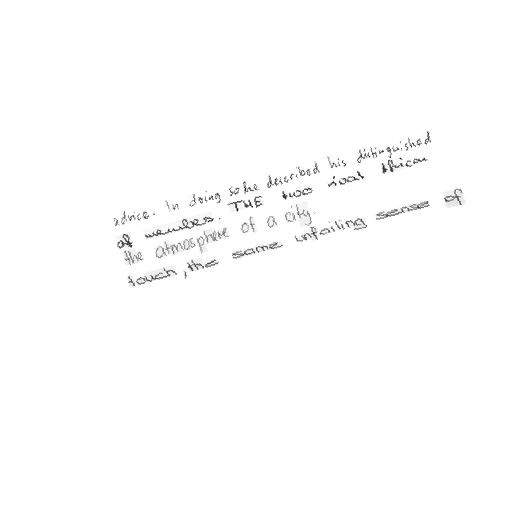 advice. In doing so he described his distinguished
of members. THE two rival African
the atmosphere of a city.
touch, the same unfailing sense of